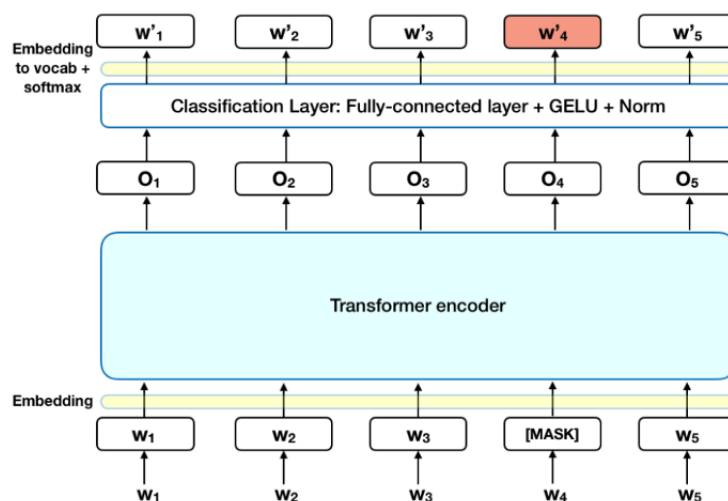 w'1 w'2 w'3 w'4 w'5
Embedding
to vocab +
softmax
Classification Layer: Fully-connected layer + GELU + Norm
O1 O2 O3 O4 O5
Transformer encoder
Embedding
W1 W2 W3 [MASK] W5
W1 W2 W3 W4 W5